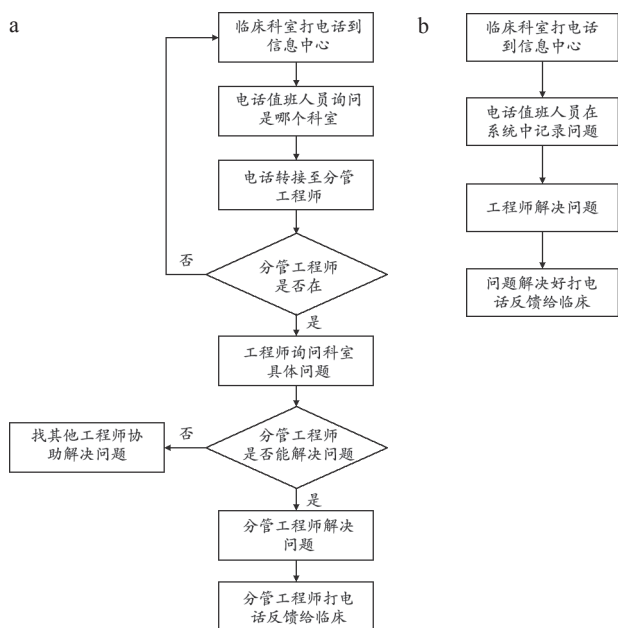 a
临床科室打电话到
信息中心
电话值班人员询问
是哪个科室
电话转接至分管
工程师
分管工程师
是否在
否
是
工程师询问科室
具体问题
分管工程师
是否能解决问题
否
找其他工程师协
助解决问题
是
分管工程师解决
问题
分管工程师打电
话反馈给临床
b
临床科室打电话
到信息中心
电话值班人员在
系统中记录问题
工程师解决问题
问题解决好打电
话反馈给临床